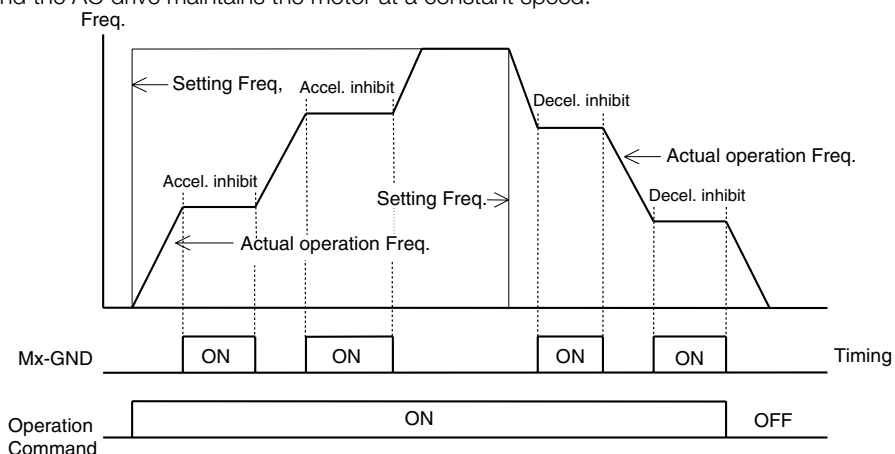 and the AC drive maintains the motor at a constant speed.
Freq.
Setting Freq,
Accel. inhibit
Decel. inhibit
Actual operation Freq.
Accel. inhibit
Setting Freq.
Decel. inhibit
Actual operation Freq.
Mx-GND
ON
ON
ON
ON
Timing
Operation
Command
ON
OFF